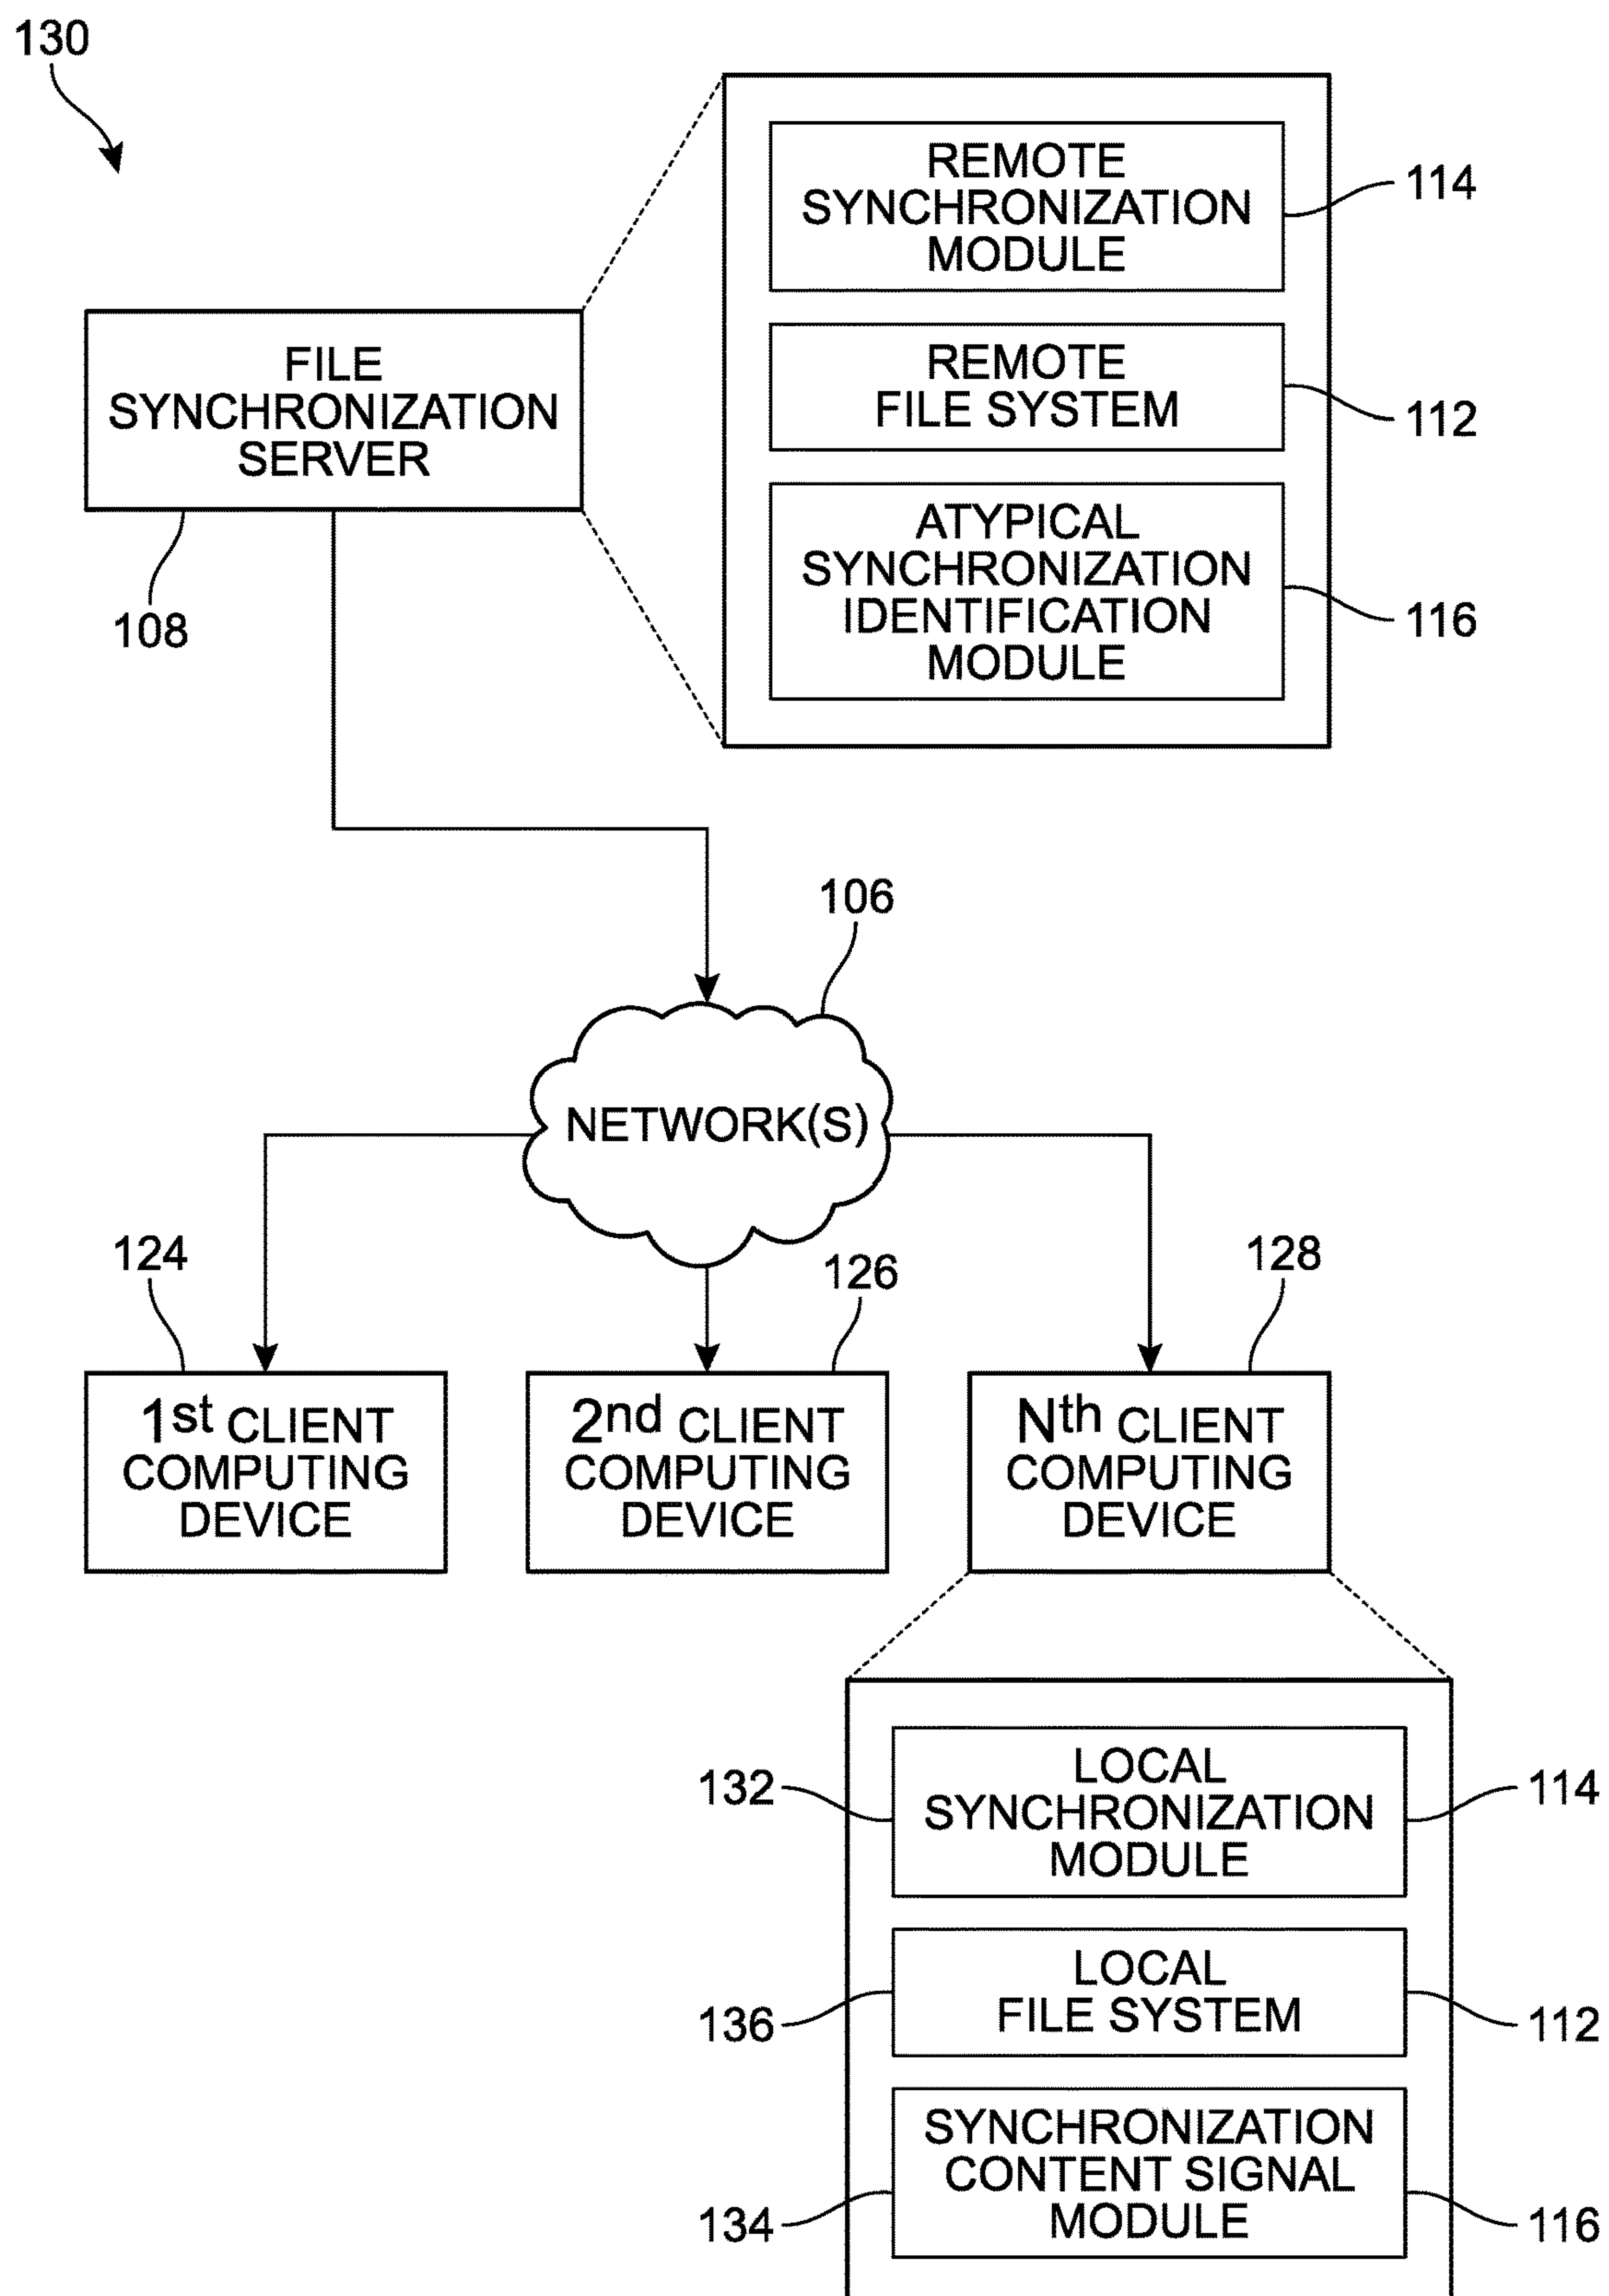 130
REMOTE
SYNCHRONIZATION
MODULE
114
REMOTE
FILE SYSTEM
112
ATYPICAL
SYNCHRONIZATION
IDENTIFICATION
MODULE
116
FILE
SYNCHRONIZATION
SERVER
108
106
NETWORK(S)
124
126
128
1st CLIENT
COMPUTING
DEVICE
2nd CLIENT
COMPUTING
DEVICE
Nth CLIENT
COMPUTING
DEVICE
132
LOCAL
SYNCHRONIZATION
MODULE
114
136
LOCAL
FILE SYSTEM
112
134
SYNCHRONIZATION
CONTENT SIGNAL
MODULE
116